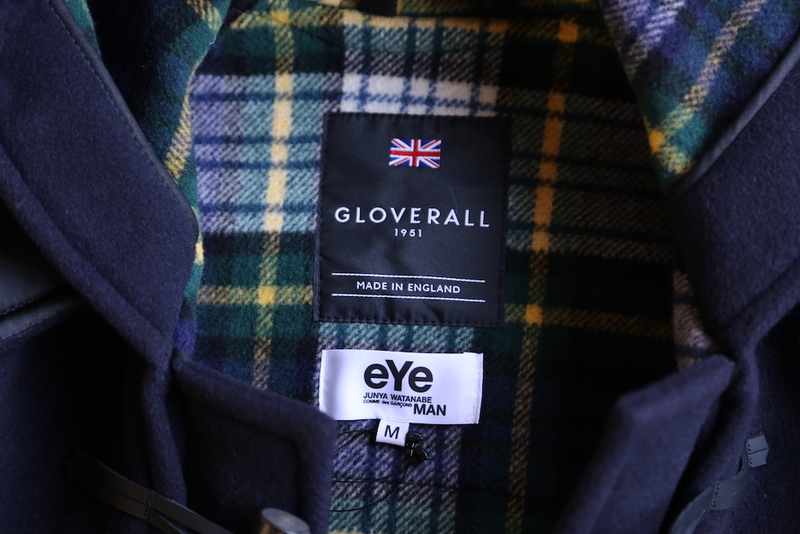 GLOVERALL
1951
MADE IN ENGLAND
eYe
JUNYA WATANABE
COMME des GARÇONS MAN
M